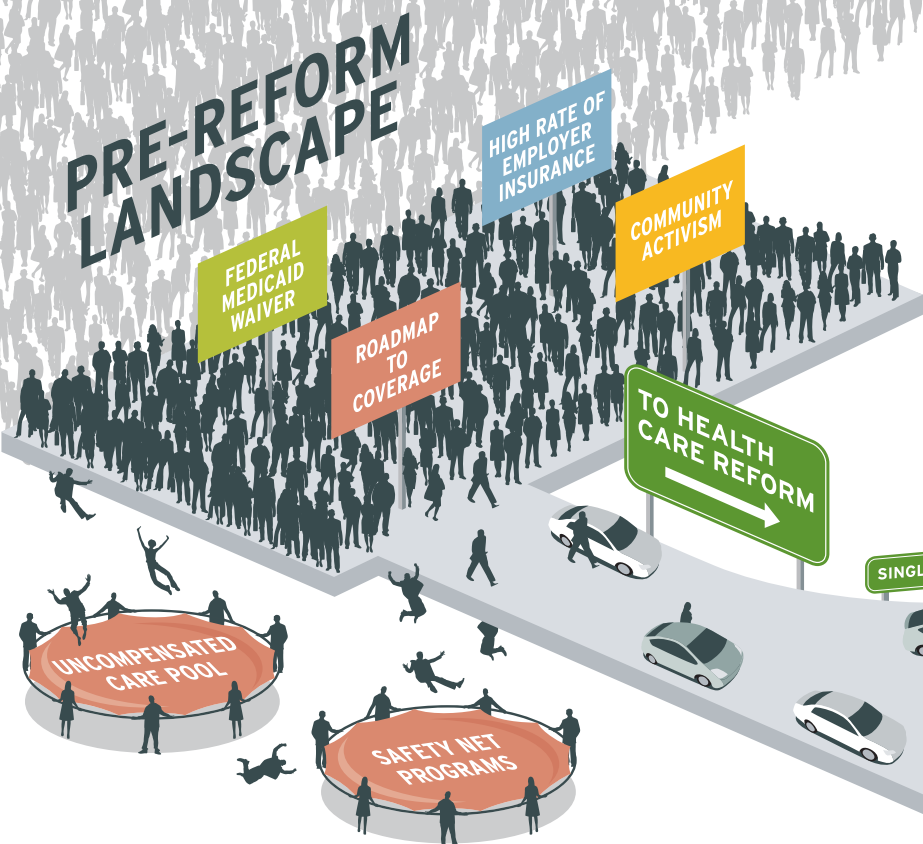 PRE-REFORM
LANDSCAPE
HIGH RATE OF
EMPLOYER
INSURANCE
COMMUNITY
ACTIVISM
FEDERAL
MEDICAID
WAIVER
ROADMAP
TO
COVERAGE
TO HEALTH
CARE REFORM
SINGL
UNCOMPENSATED
CARE POOL
SAFETY NET
PROGRAMS